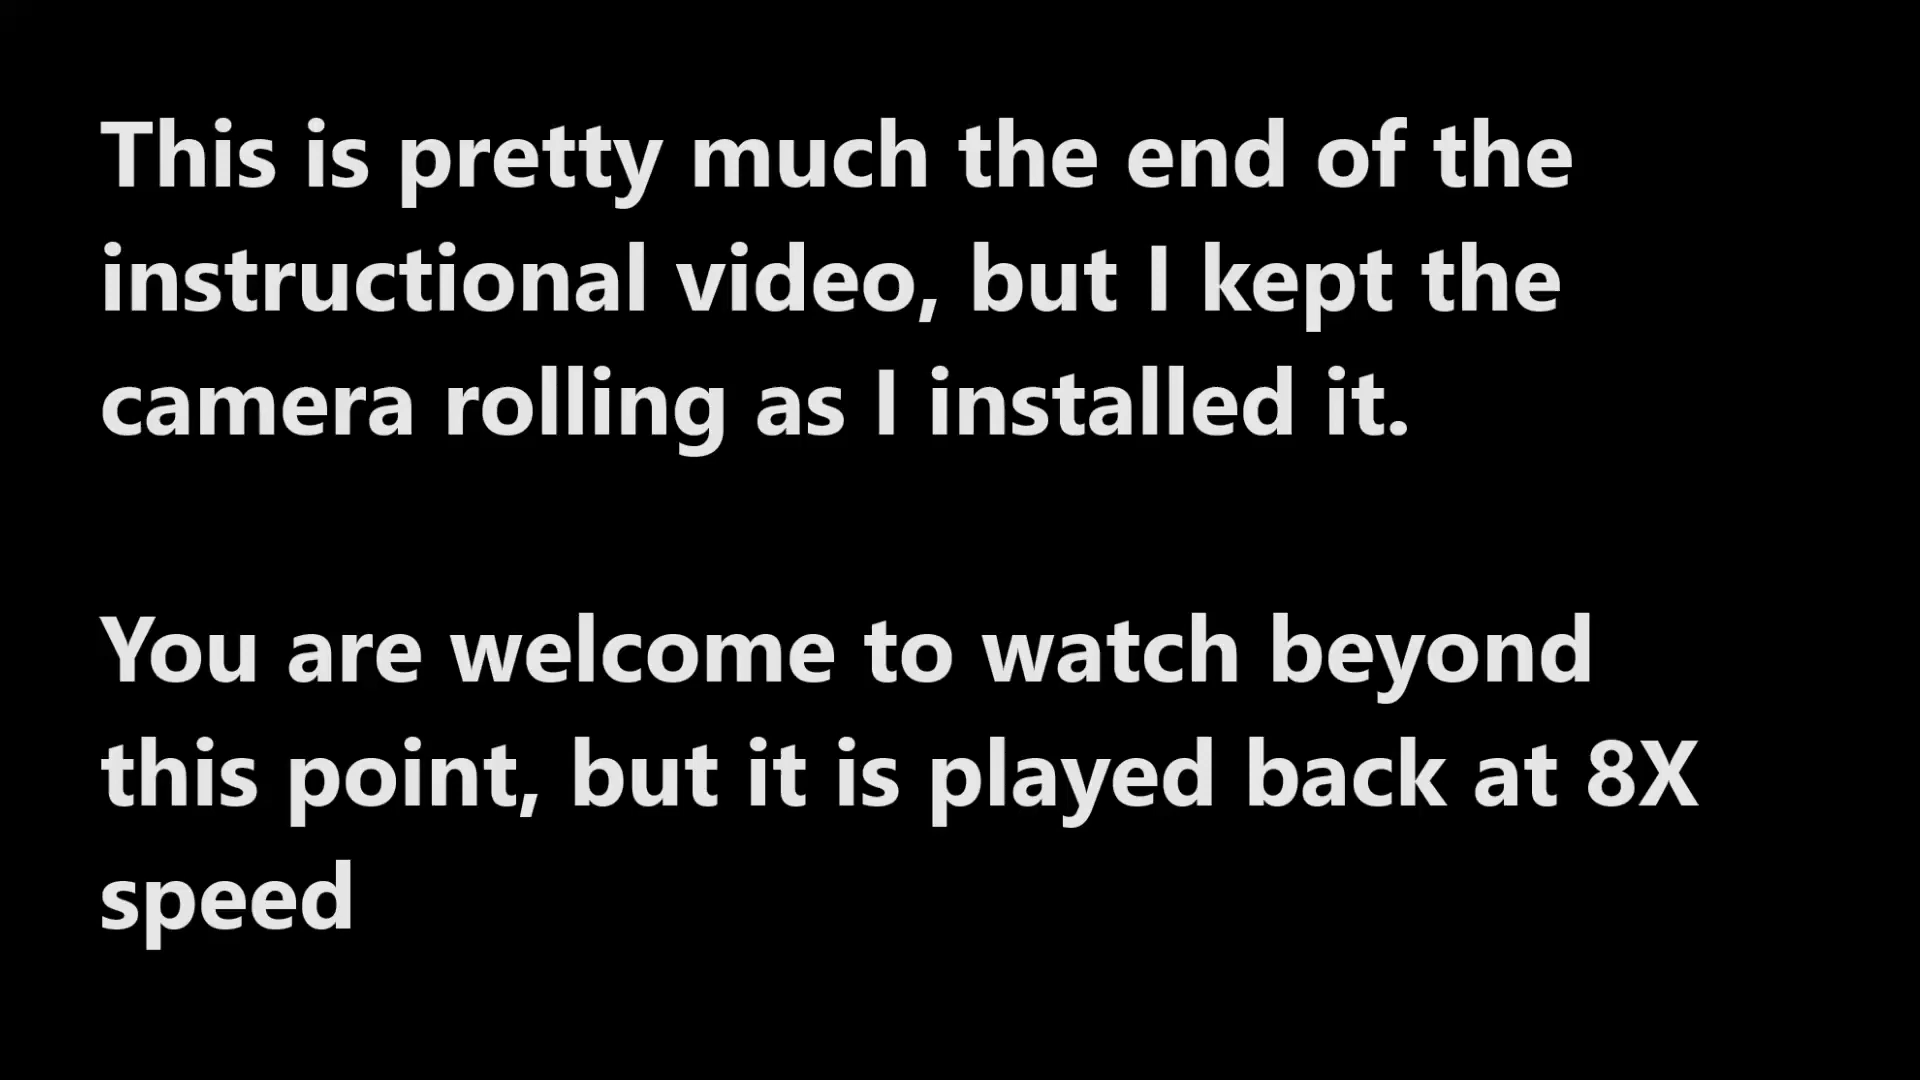 This is pretty much the end of the
instructional video, but I kept the
camera rolling as I installed it.
You are welcome to watch beyond
this point, but it is played back at 8X
speed